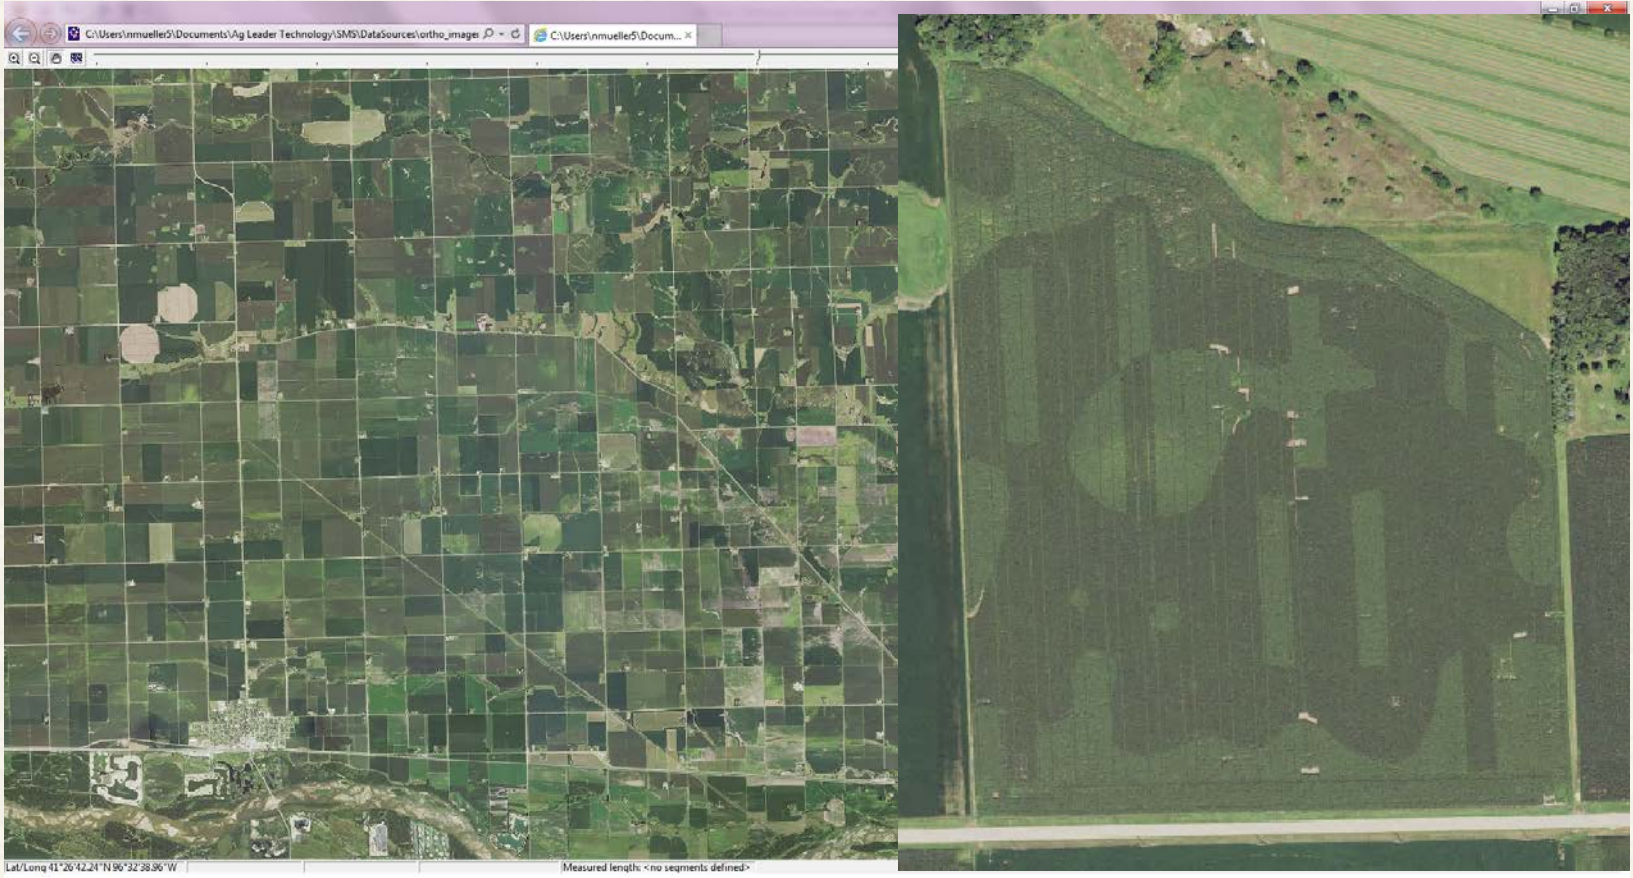 C:\Users\nmueller5\Documents\Ag Leader Technology\SMS\DataSources\ortho_image
C:\Users\nmueller5\Docum...
Lat/Long 41°26'42.24"N 96°32'38.96"W
Measured length: <no segments defined>